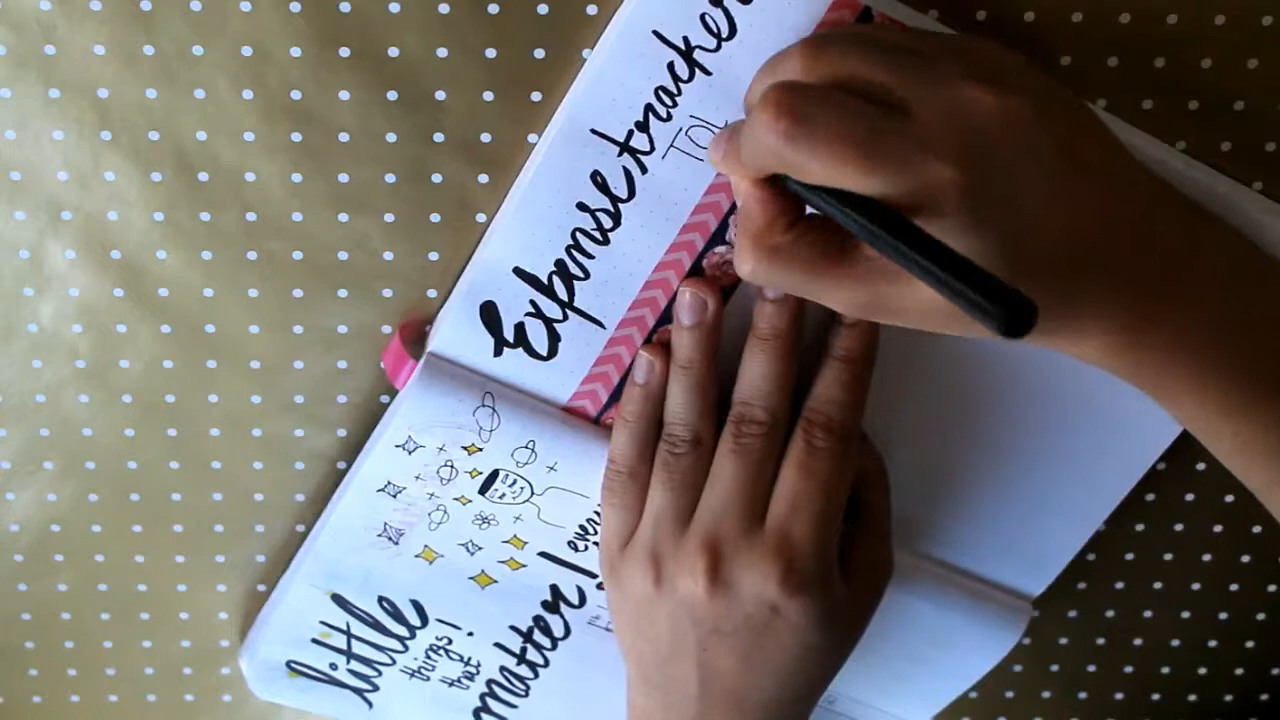 Expense tracker
TOL
little
things!
that
matter!
every